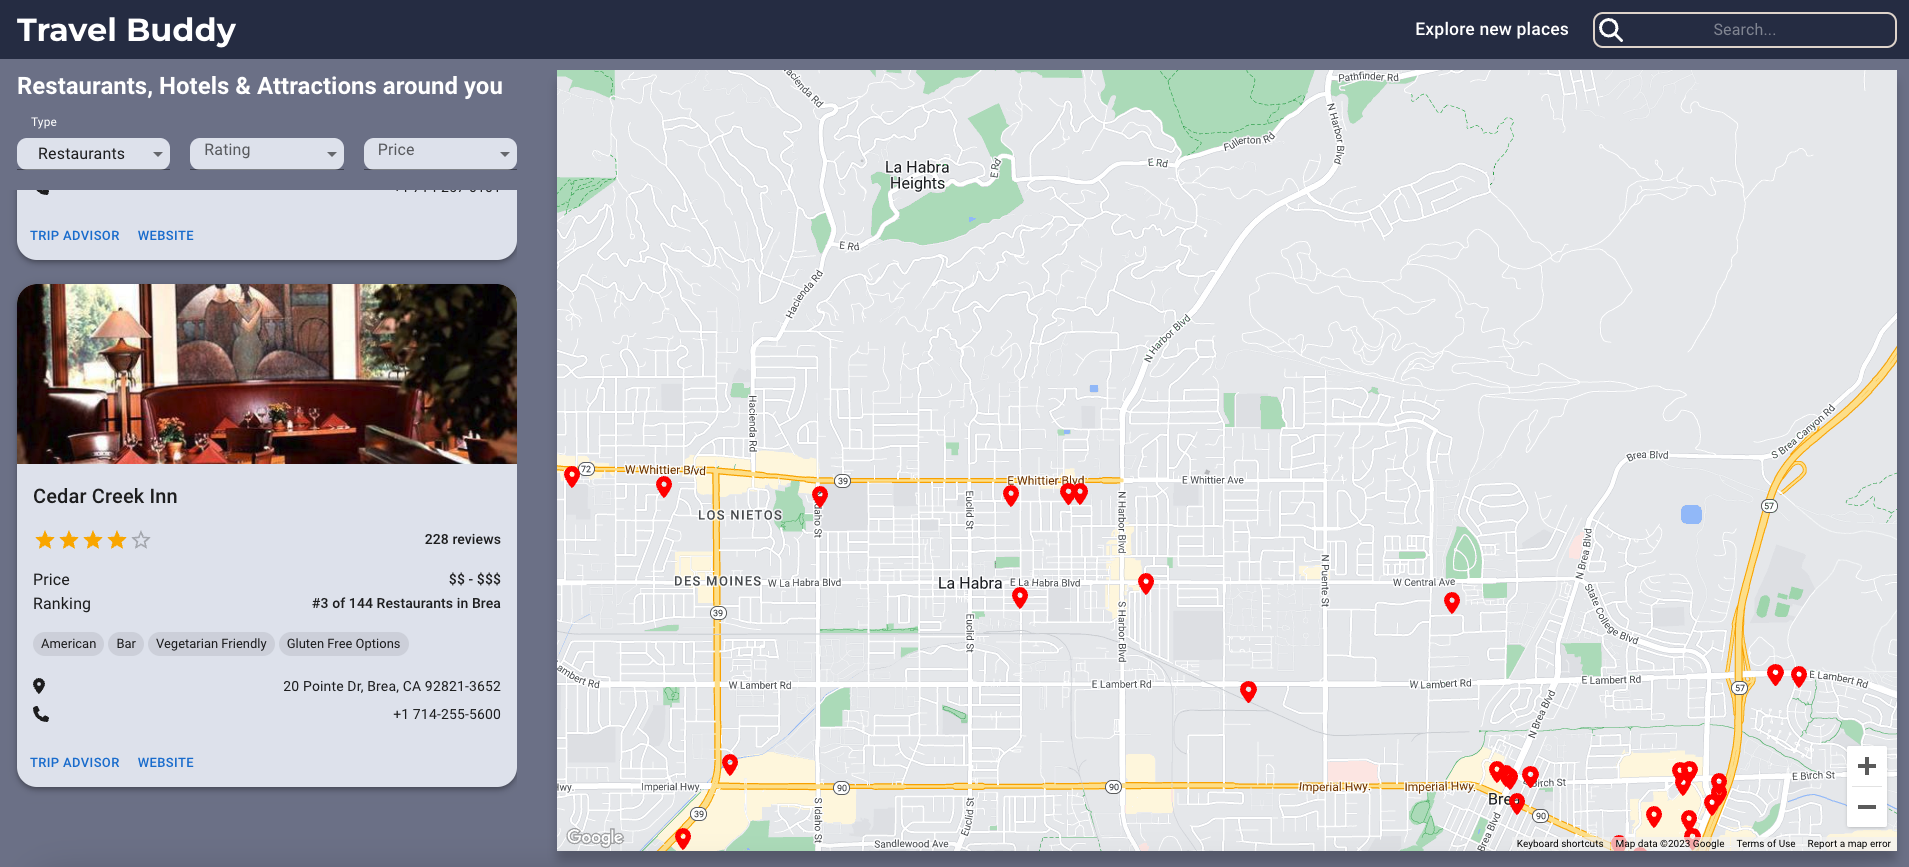 Travel Buddy
Explore new places
Search...
Restaurants, Hotels & Attractions around you
Type
Restaurants
Rating
Price
TRIP ADVISOR
WEBSITE
Cedar Creek Inn
228 reviews
Price
$$ - $$$
Ranking
#3 of 144 Restaurants in Brea
American
Bar
Vegetarian Friendly
Gluten Free Options
20 Pointe Dr, Brea, CA 92821-3652
+1 714-255-5600
TRIP ADVISOR
WEBSITE
Hacienda Rd
Pathfinder Rd
N Harbor Blvd
Fullerton Rd
La Habra
Heights
E Rd
E Rd
E Rd
Hacienda Rd
N Harbor Blvd
Hacienda Rd
S Brea Canyon Rd
Brea Blvd
72
W Whittier Blvd
39
E Whittier Blvd
E Whittier Ave
57
LOS NIETOS
Idaho St
Euclid St
N Harbor Blvd
N Brea Blvd
DES MOINES
W La Habra Blvd
La Habra
E La Habra Blvd
N Puente St
W Central Ave
State College Blvd
39
Euclid St
S Harbor Blvd
Lambert Rd
W Lambert Rd
E Lambert Rd
W Lambert Rd
E Lambert Rd
E Lambert Rd
57
N Brea Blvd
Hwy.
Imperial Hwy.
90
90
Imperial Hwy.
Imperial Hwy.
Birch St
E Birch St
Brea
90
39
S Idaho St
Euclid St
S Brea Blvd
Sandlewood Ave
Google
Keyboard shortcuts
Map data ©2023 Google
Terms of Use
Report a map error